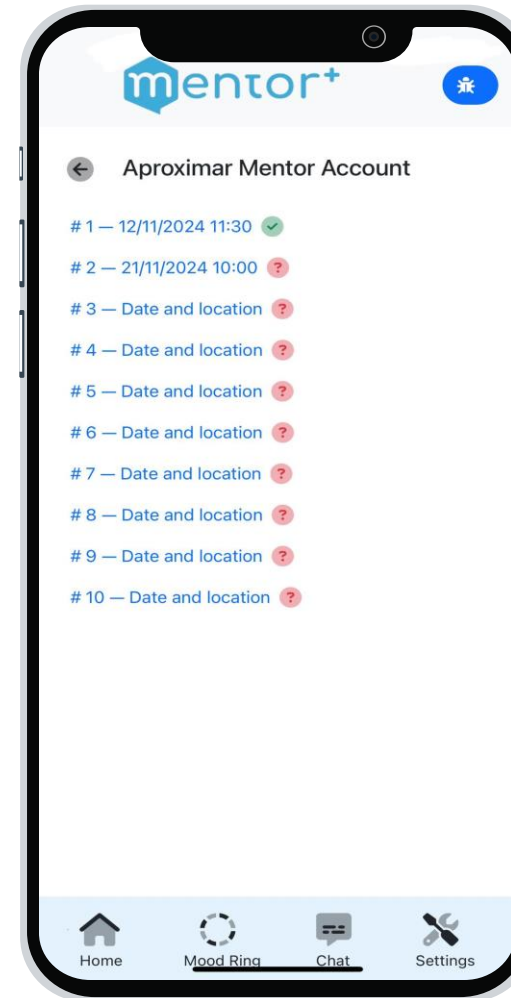 mentor+
Aproximar Mentor Account
# 1 — 12/11/2024 11:30
# 2 — 21/11/2024 10:00 ?
# 3 — Date and location ?
# 4 — Date and location ?
# 5 — Date and location ?
# 6 — Date and location ?
# 7 — Date and location ?
# 8 — Date and location ?
# 9 — Date and location ?
# 10 — Date and location ?
Home Mood Ring Chat Settings